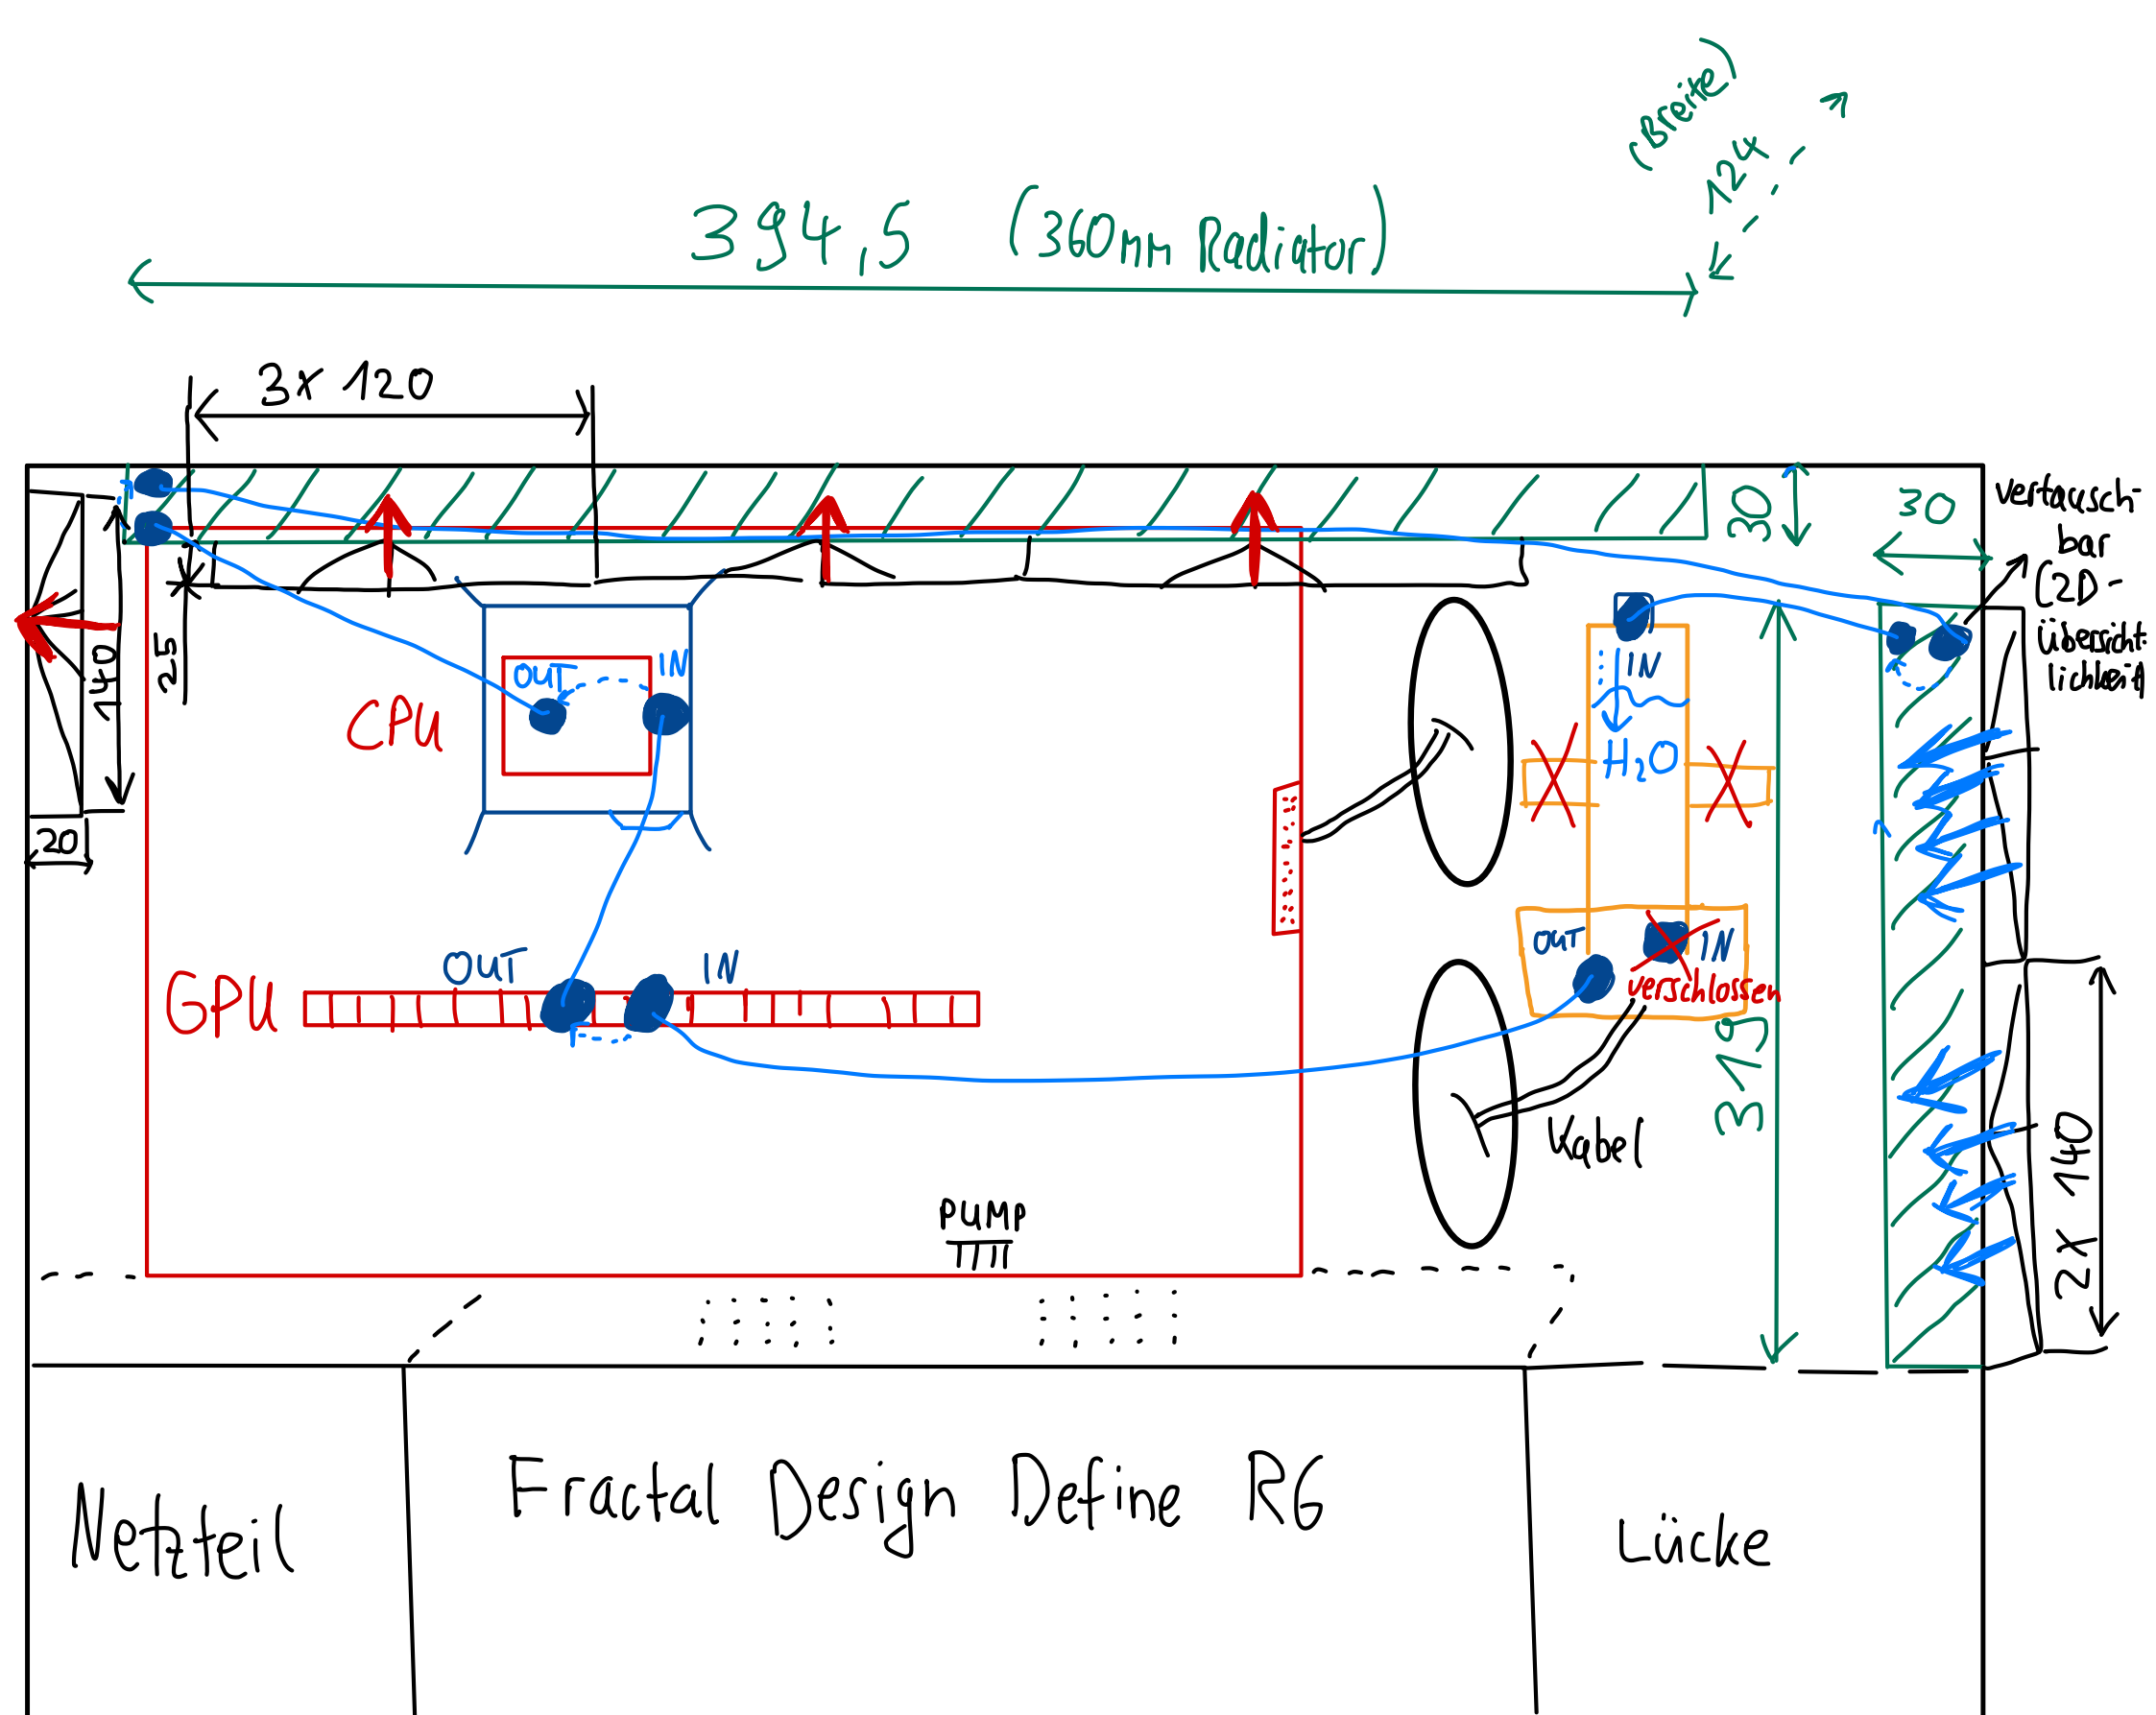 (Breite)
124
394,5 (360mm Radiator)
3x 120
30
30
vertausch-
bar
(z.B.
übersicht-
lichkeit)
140
25
20
CPU
OUT
IN
IN
H2O
GPU
OUT
IN
OUT
IN
verschlossen
315
Kabel
2x 140
PUMP
Netzteil
Fractal Design Define R6
Lücke